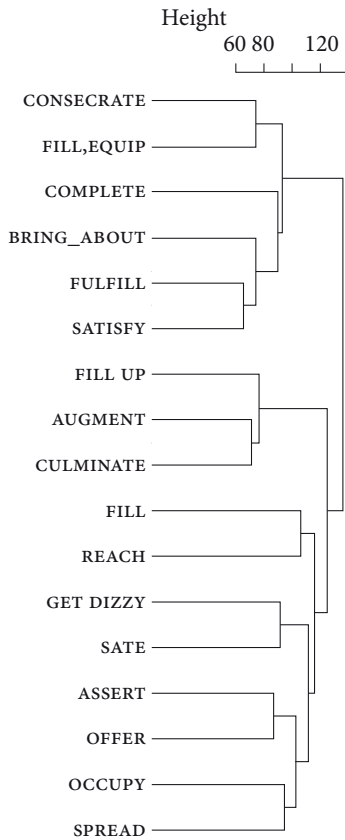 Height
60 80 120
CONSECRATE
FILL,EQUIP
COMPLETE
BRING_ABOUT
FULFILL
SATISFY
FILL UP
AUGMENT
CULMINATE
FILL
REACH
GET DIZZY
SATE
ASSERT
OFFER
OCCUPY
SPREAD